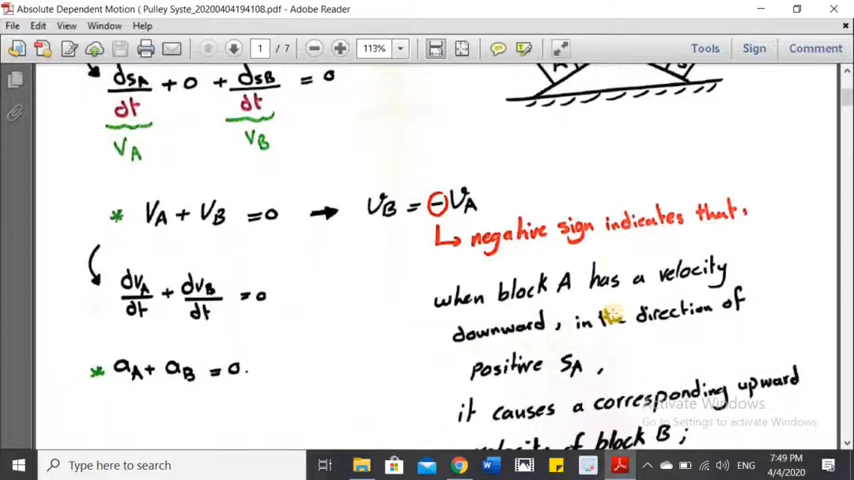 Absolute Dependent Motion ( Pulley Syste_20200404194108.pdf - Adobe Reader
File Edit View Window Help
1 / 7 113% Tools Sign Comment
dsA/dt + 0 + dsB/dt = 0
VA VB
* VA + VB = 0 → VB = -VA
↳ negative sign indicates that,
when block A has a velocity
downward, in the direction of
positive SA,
it causes a corresponding upward
velocity of block B;
dVA/dt + dVB/dt = 0
* aA + aB = 0.
Activate Windows
Go to Settings to activate Windows.
Type here to search
ENG
7:49 PM
4/4/2020